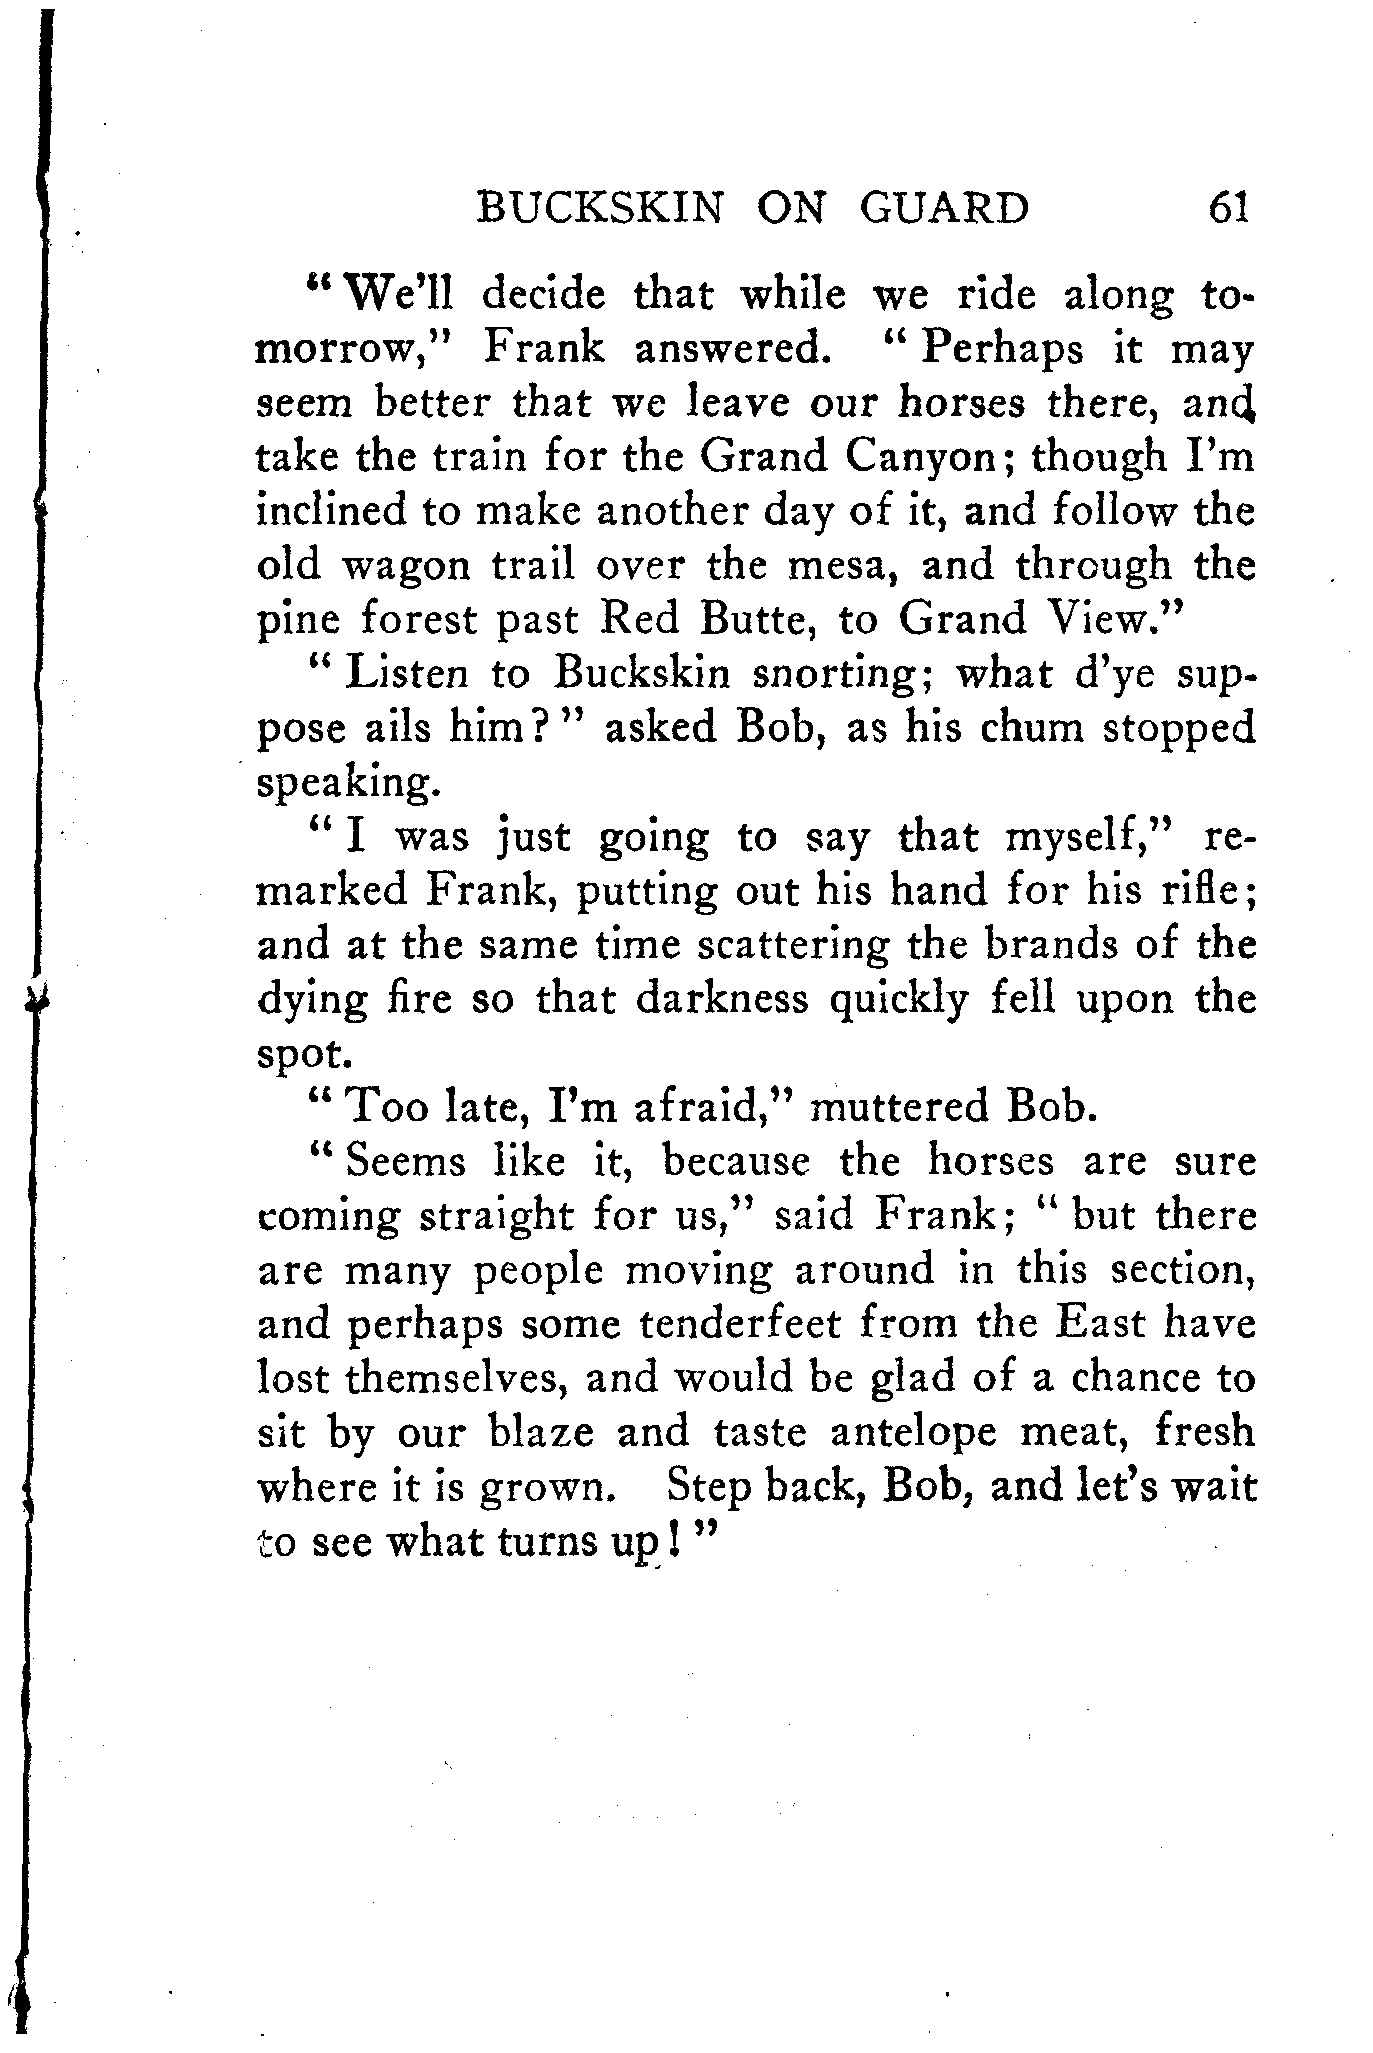 BUCKSKIN ON GUARD 61
“ We’ll decide that while we ride along to-
morrow,” Frank answered. “ Perhaps it may
seem better that we leave our horses there, and
take the train for the Grand Canyon; though I’m
inclined to make another day of it, and follow the
old wagon trail over the mesa, and through the
pine forest past Red Butte, to Grand View.”
“ Listen to Buckskin snorting; what d’ye sup-
pose ails him? ” asked Bob, as his chum stopped
speaking.
“ I was just going to say that myself,” re-
marked Frank, putting out his hand for his rifle;
and at the same time scattering the brands of the
dying fire so that darkness quickly fell upon the
spot.
“ Too late, I’m afraid,” muttered Bob.
“ Seems like it, because the horses are sure
coming straight for us,” said Frank; “ but there
are many people moving around in this section,
and perhaps some tenderfeet from the East have
lost themselves, and would be glad of a chance to
sit by our blaze and taste antelope meat, fresh
where it is grown. Step back, Bob, and let’s wait
to see what turns up! ”